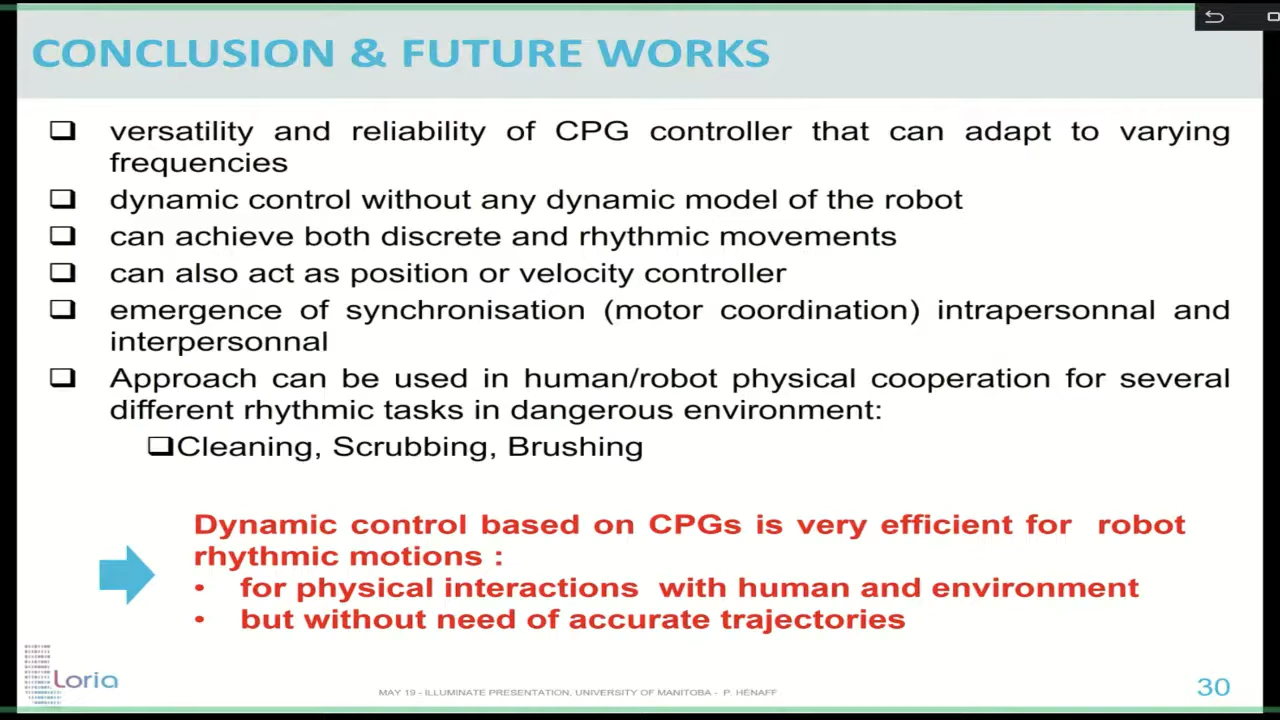 CONCLUSION & FUTURE WORKS
❑ versatility and reliability of CPG controller that can adapt to varying
frequencies
❑ dynamic control without any dynamic model of the robot
❑ can achieve both discrete and rhythmic movements
❑ can also act as position or velocity controller
❑ emergence of synchronisation (motor coordination) intrapersonnal and
interpersonnal
❑ Approach can be used in human/robot physical cooperation for several
different rhythmic tasks in dangerous environment:
❑Cleaning, Scrubbing, Brushing
Dynamic control based on CPGs is very efficient for robot
rhythmic motions :
• for physical interactions with human and environment
• but without need of accurate trajectories
Loria
MAY 19 - ILLUMINATE PRESENTATION, UNIVERSITY OF MANITOBA - P. HÉNAFF
30